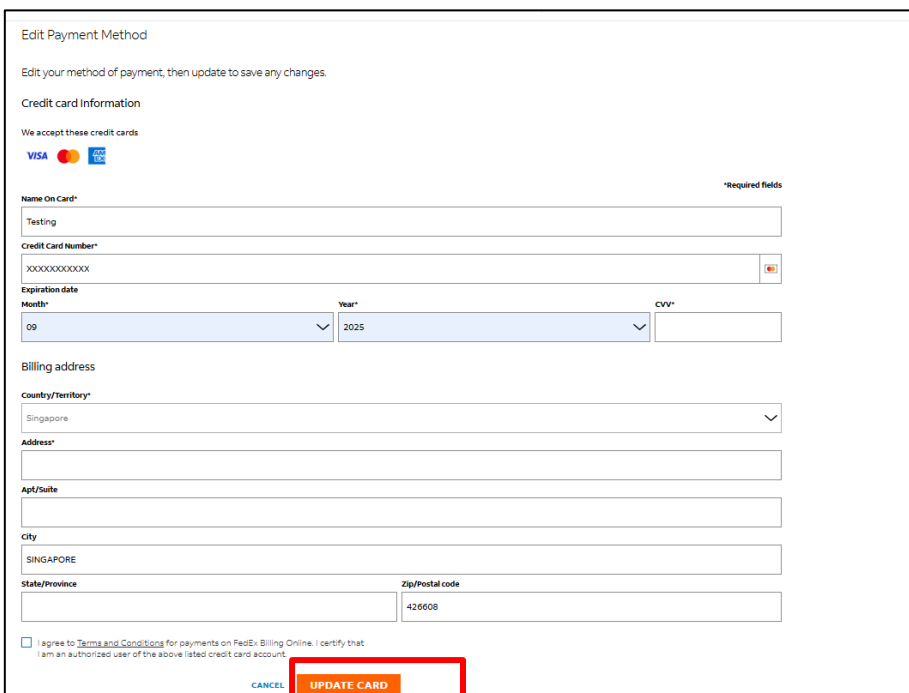 Edit Payment Method
Edit your method of payment, then update to save any changes.
Credit card Information
We accept these credit cards
VISA AMEX
*Required fields
Name On Card*
Testing
Credit Card Number*
XXXXXXXXXXX
Expiration date
Month* Year* CVV*
09 2025
Billing address
Country/Territory*
Singapore
Address*
Apt/Suite
City
SINGAPORE
State/Province Zip/Postal code
426608
I agree to Terms and Conditions for payments on FedEx Billing Online. I certify that
I am an authorized user of the above listed credit card account.
CANCEL UPDATE CARD